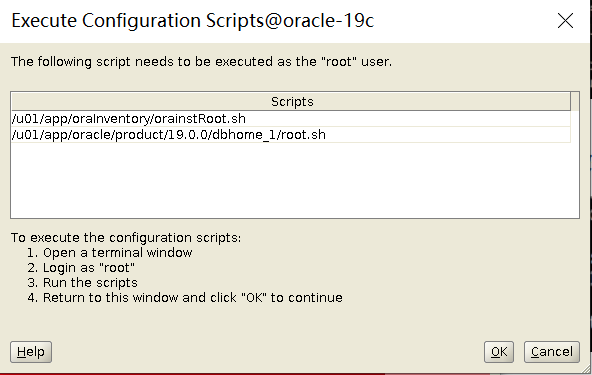 Execute Configuration Scripts@oracle-19c
The following script needs to be executed as the "root" user.
Scripts
/u01/app/oraInventory/orainstRoot.sh
/u01/app/oracle/product/19.0.0/dbhome_1/root.sh
To execute the configuration scripts:
1. Open a terminal window
2. Login as "root"
3. Run the scripts
4. Return to this window and click "OK" to continue
Help
OK
Cancel